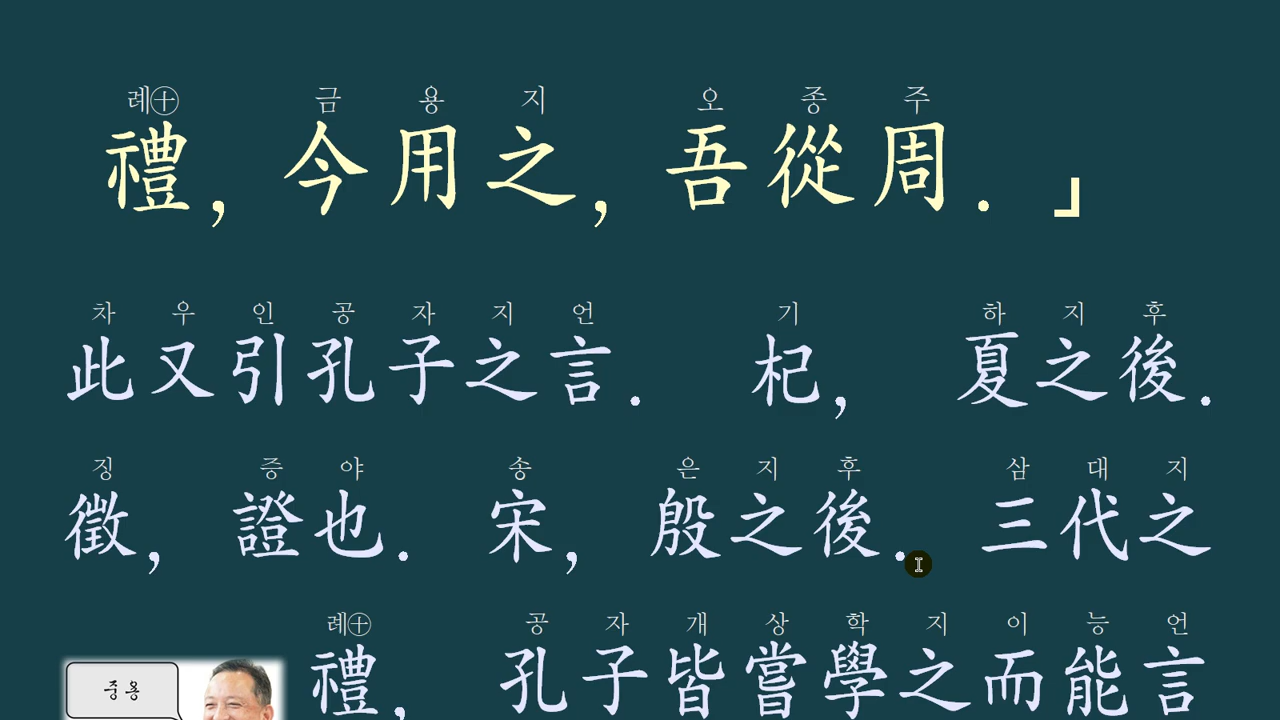 례㊉ 금 용 지 오 종 주
禮, 今用之, 吾從周. 」
차 우 인 공 자 지 언 기 하 지 후
此又引孔子之言. 杞, 夏之後.
징 증 야 송 은 지 후 삼 대 지
徵, 證也. 宋, 殷之後. 三代之
례㊉ 공 자 개 상 학 지 이 능 언
禮, 孔子皆嘗學之而能言
중용